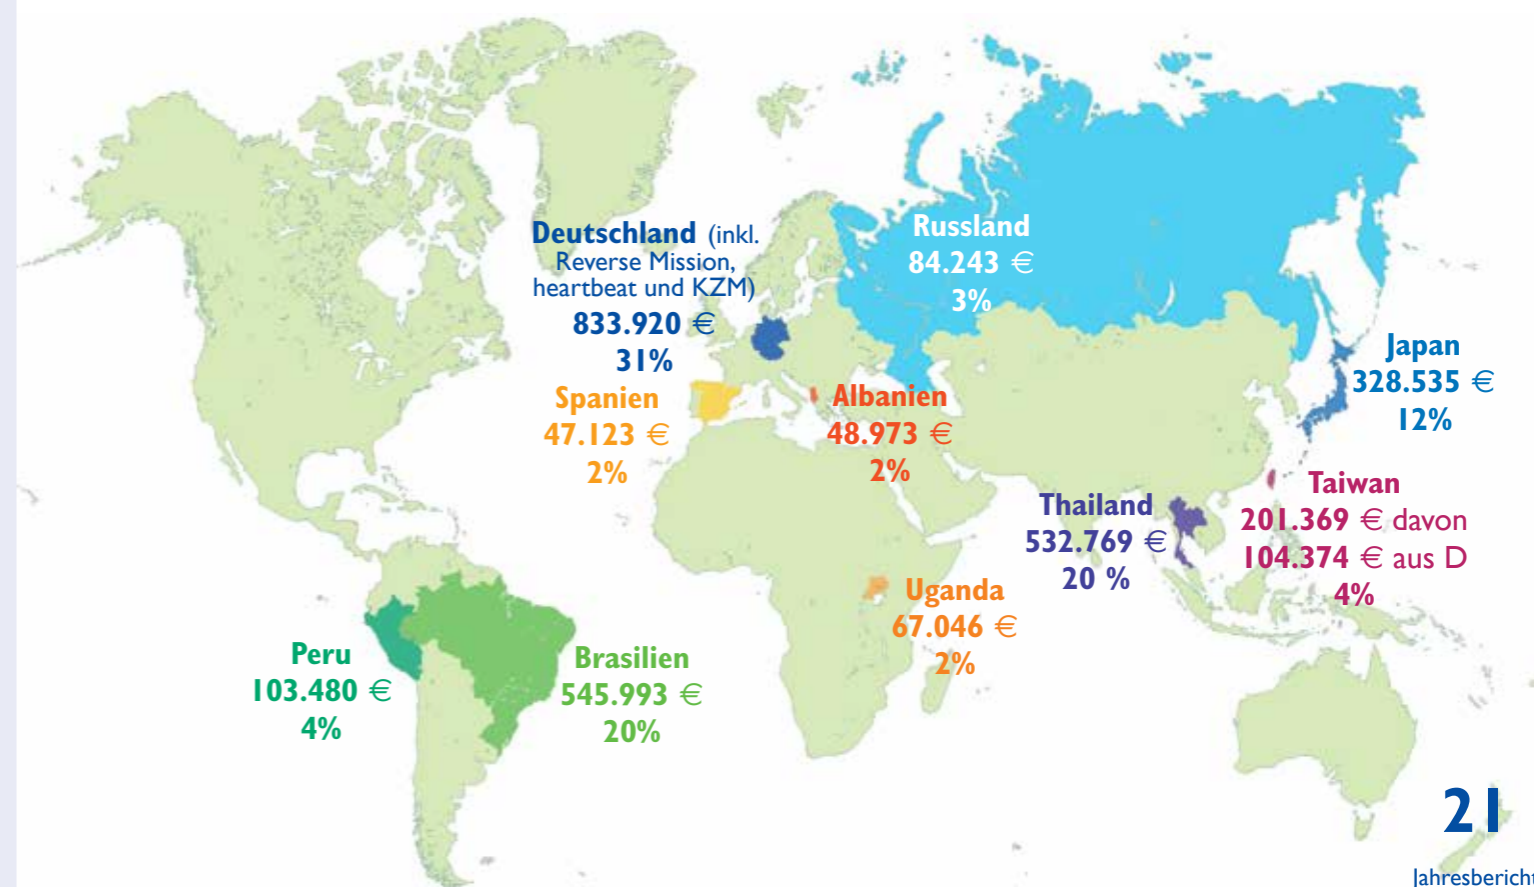 Deutschland (inkl.
Reverse Mission,
heartbeat und KZM)
833.920 €
31%
Russland
84.243 €
3%
Japan
328.535 €
12%
Spanien
47.123 €
2%
Albanien
48.973 €
2%
Taiwan
201.369 € davon
104.374 € aus D
4%
Thailand
532.769 €
20 %
Uganda
67.046 €
2%
Peru
103.480 €
4%
Brasilien
545.993 €
20%
21
Jahresbericht